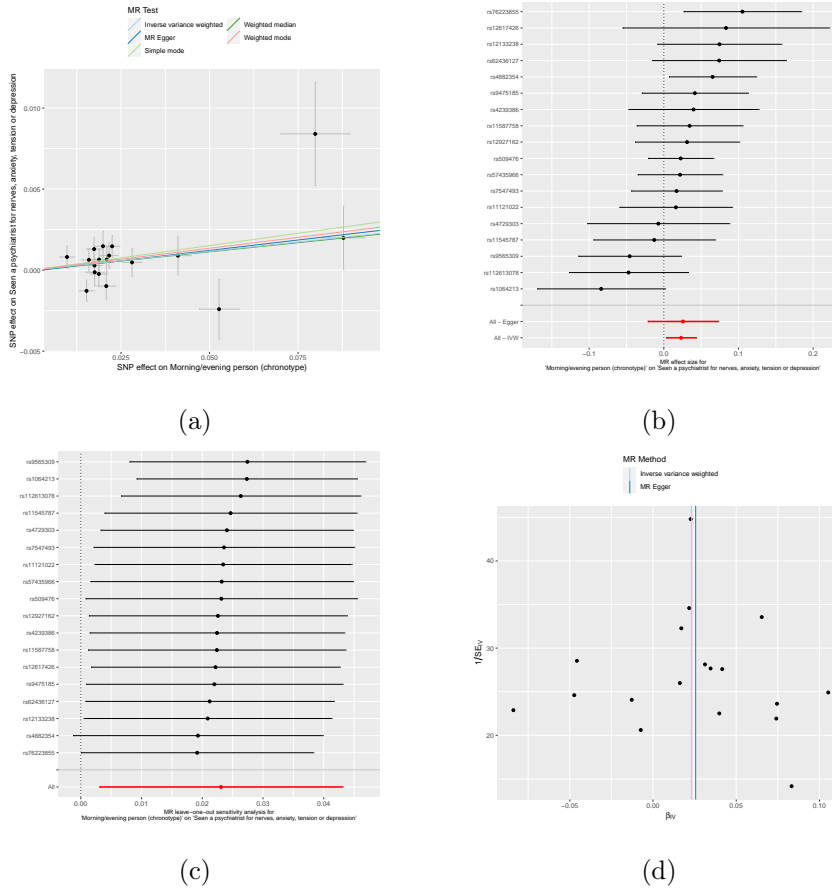 MR Test
Inverse variance weighted
Weighted median
MR Egger
Weighted mode
Simple mode
SNP effect on Seen a psychiatrist for nerves, anxiety, tension or depression
0.010
0.005
0.000
−0.005
0.025
0.050
0.075
SNP effect on Morning/evening person (chronotype)
(a)
rs76223855
rs12617426
rs12133238
rs62436127
rs4882354
rs9475185
rs4239386
rs11587758
rs12927162
rs509476
rs57435966
rs7547493
rs11121022
rs4729303
rs11545787
rs9585309
rs112613078
rs1064213
All − Egger
All − IVW
−0.1
0.0
0.1
0.2
MR effect size for
'Morning/evening person (chronotype)' on 'Seen a psychiatrist for nerves, anxiety, tension or depression'
(b)
rs9585309
rs1064213
rs112613078
rs11545787
rs4729303
rs7547493
rs11121022
rs57435966
rs509476
rs12927162
rs4239386
rs11587758
rs12617426
rs9475185
rs62436127
rs12133238
rs4882354
rs76223855
All
0.00
0.01
0.02
0.03
0.04
MR leave−one−out sensitivity analysis for
'Morning/evening person (chronotype)' on 'Seen a psychiatrist for nerves, anxiety, tension or depression'
(c)
MR Method
Inverse variance weighted
MR Egger
1/SE_IV
40
30
20
−0.05
0.00
0.05
0.10
β_IV
(d)